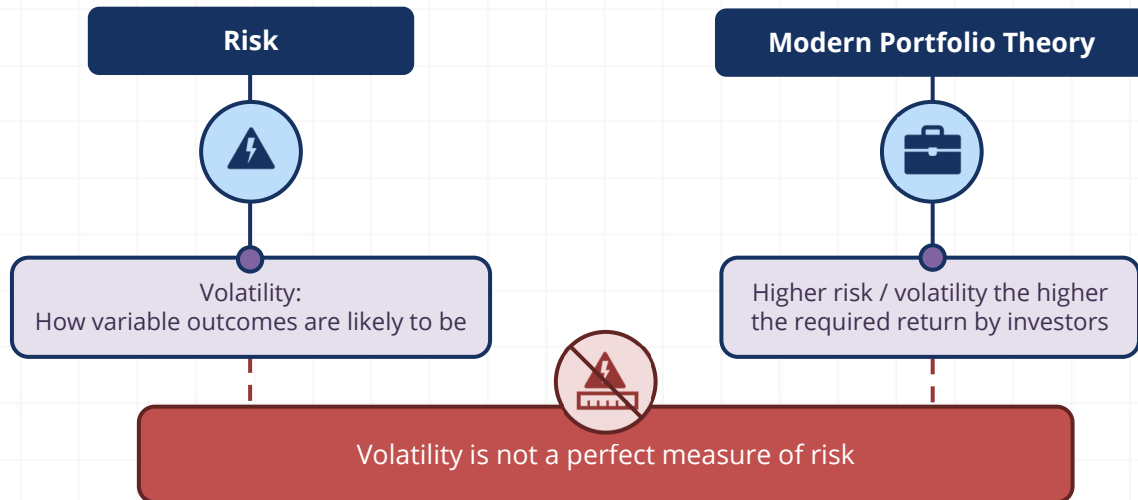 Risk
Modern Portfolio Theory
Volatility:
How variable outcomes are likely to be
Higher risk / volatility the higher
the required return by investors
Volatility is not a perfect measure of risk